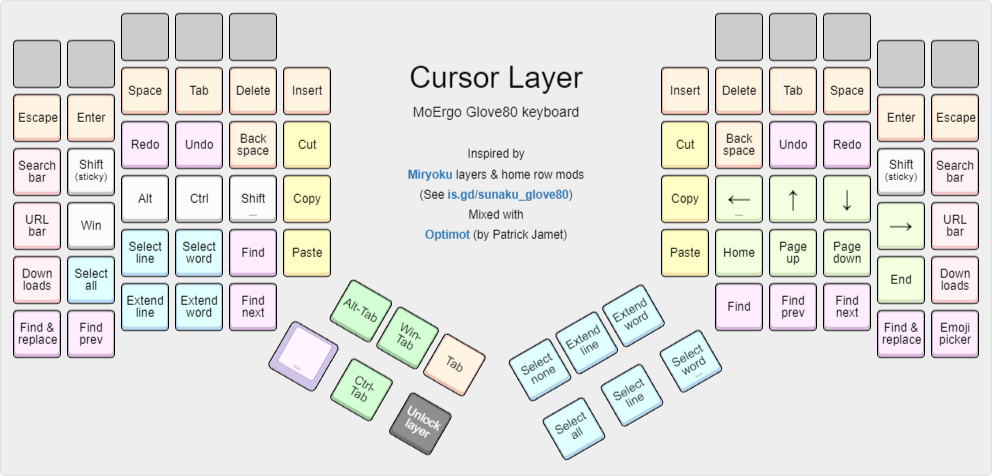 Cursor Layer
MoErgo Glove80 keyboard
Inspired by
Miryoku layers & home row mods
(See is.gd/sunaku_glove80)
Mixed with
Optimot (by Patrick Jamet)
Space Tab Delete Insert
Escape Enter
Redo Undo Back
space
Cut
Search
bar
Shift
(sticky)
Alt Ctrl Shift Copy
URL
bar
Win
Select
line
Select
word
Find Paste
Down
loads
Select
all
Extend
line
Extend
word
Find
next
Find &
replace
Find
prev
Alt-Tab
Win-
Tab
Tab
Ctrl-
Tab
Unlock
layer
Insert Delete Tab Space
Enter Escape
Cut
Back
space
Undo Redo
Shift
(sticky)
Search
bar
Copy ← ↑ ↓
→
URL
bar
Paste Home
Page
up
Page
down
End
Down
loads
Find
Find
prev
Find
next
Find &
replace
Emoji
picker
Select
none
Extend
line
Extend
word
Select
all
Select
line
Select
word